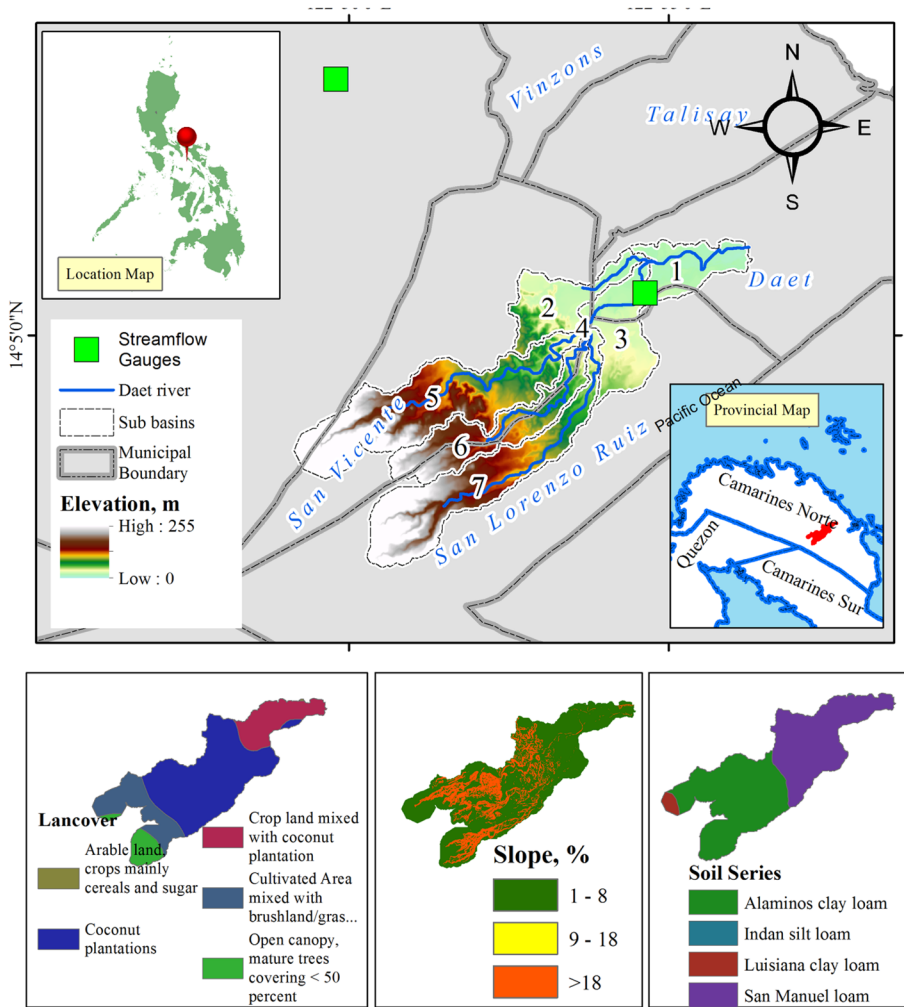 Vinzons
Talisay
N
W
E
S
Location Map
14°5'0"N
Streamflow
Gauges
Daet river
Sub basins
Municipal
Boundary
Elevation, m
High : 255
Low : 0
1
2
3
4
5
6
7
Daet
San Vicente
San Lorenzo Ruiz
Pacific Ocean
Provincial Map
Camarines Norte
Quezon
Camarines Sur
Lancover
Arable land,
crops mainly
cereals and sugar
Coconut
plantations
Crop land mixed
with coconut
plantation
Cultivated Area
mixed with
brushland/gras...
Open canopy,
mature trees
covering < 50
percent
Slope, %
1 - 8
9 - 18
>18
Soil Series
Alaminos clay loam
Indan silt loam
Luisiana clay loam
San Manuel loam